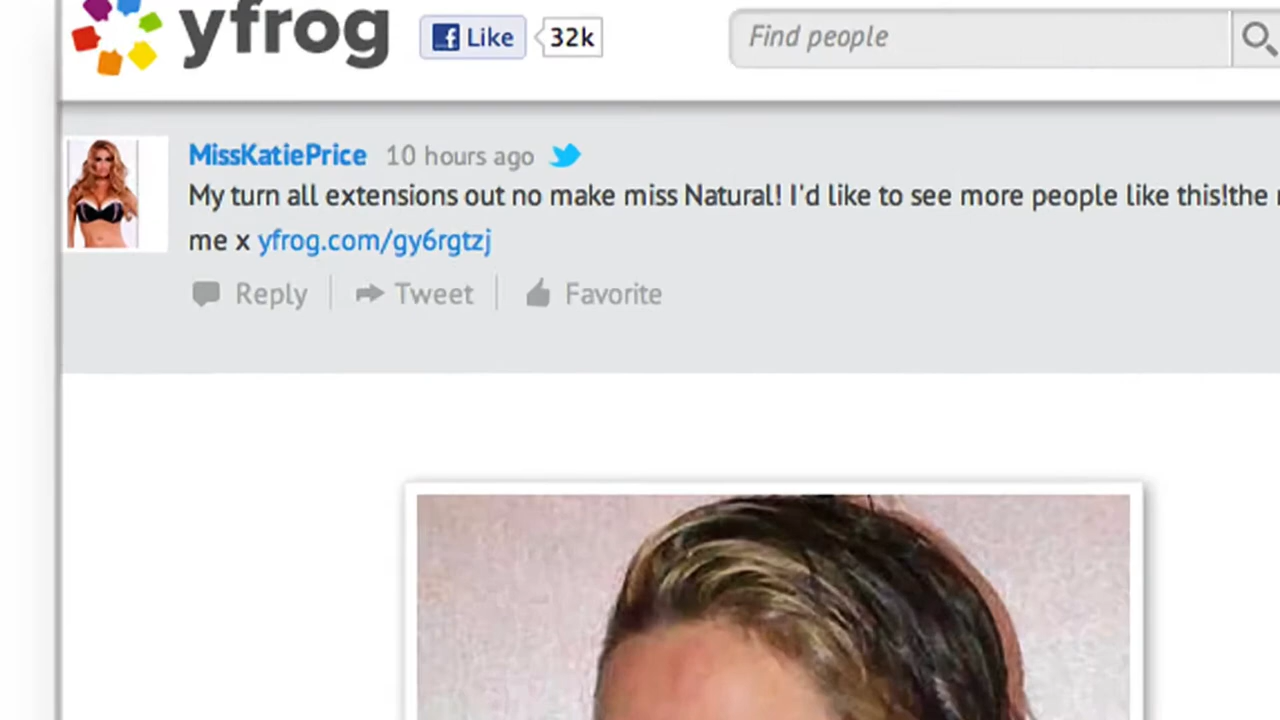 yfrog
Like
32k
Find people
MissKatiePrice 10 hours ago
My turn all extensions out no make miss Natural! I'd like to see more people like this!the
me x yfrog.com/gy6rgtzj
Reply Tweet Favorite